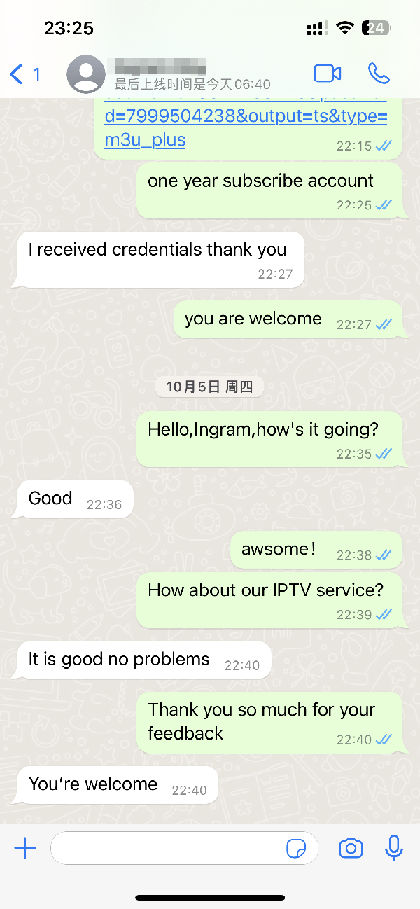 23:25
24
1
最后上线时间是今天06:40
d=7999504238&output=ts&type=
m3u_plus
22:15
one year subscribe account
22:25
I received credentials thank you
22:27
you are welcome
22:27
10月5日 周四
Hello,Ingram,how's it going?
22:35
Good
22:36
awsome！
22:38
How about our IPTV service?
22:39
It is good no problems
22:40
Thank you so much for your
feedback
22:40
You're welcome
22:40